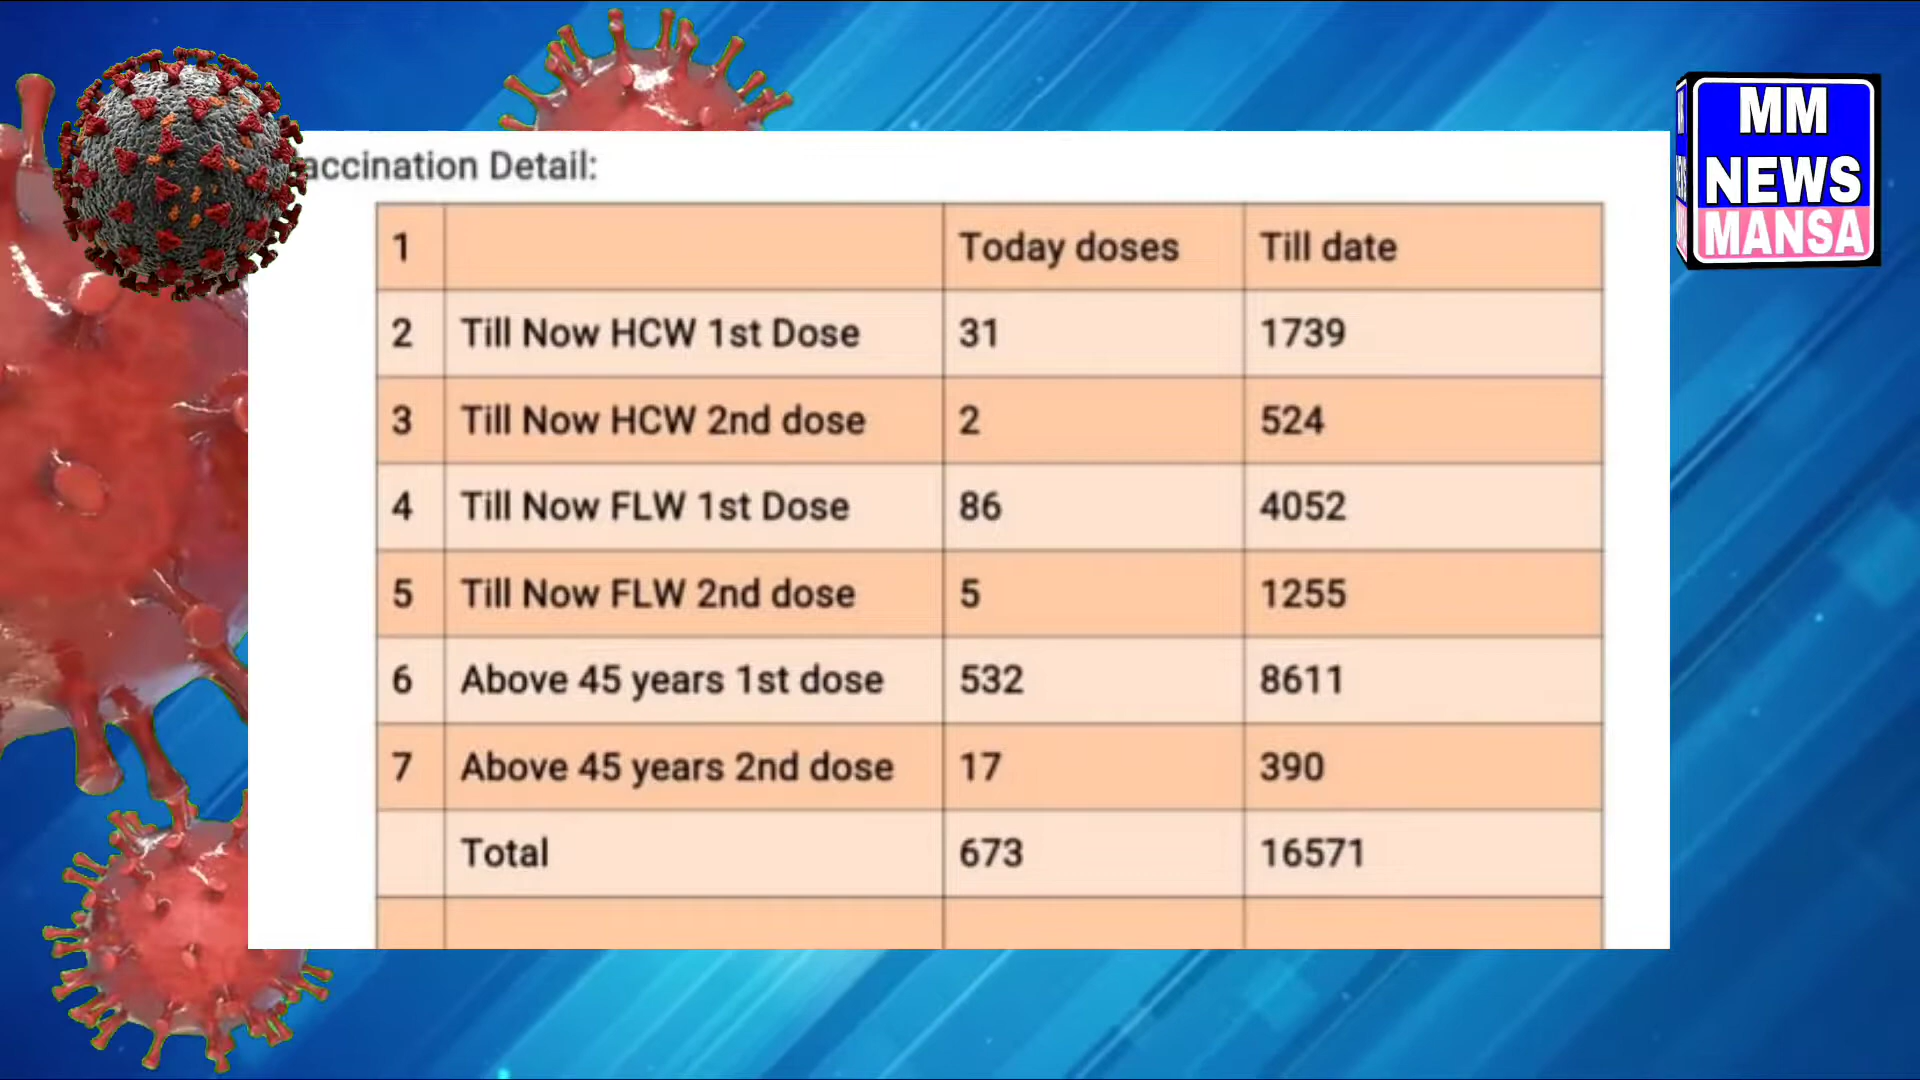 accination Detail:
1 Today doses Till date
2 Till Now HCW 1st Dose 31 1739
3 Till Now HCW 2nd dose 2 524
4 Till Now FLW 1st Dose 86 4052
5 Till Now FLW 2nd dose 5 1255
6 Above 45 years 1st dose 532 8611
7 Above 45 years 2nd dose 17 390
Total 673 16571
MM
NEWS
MANSA